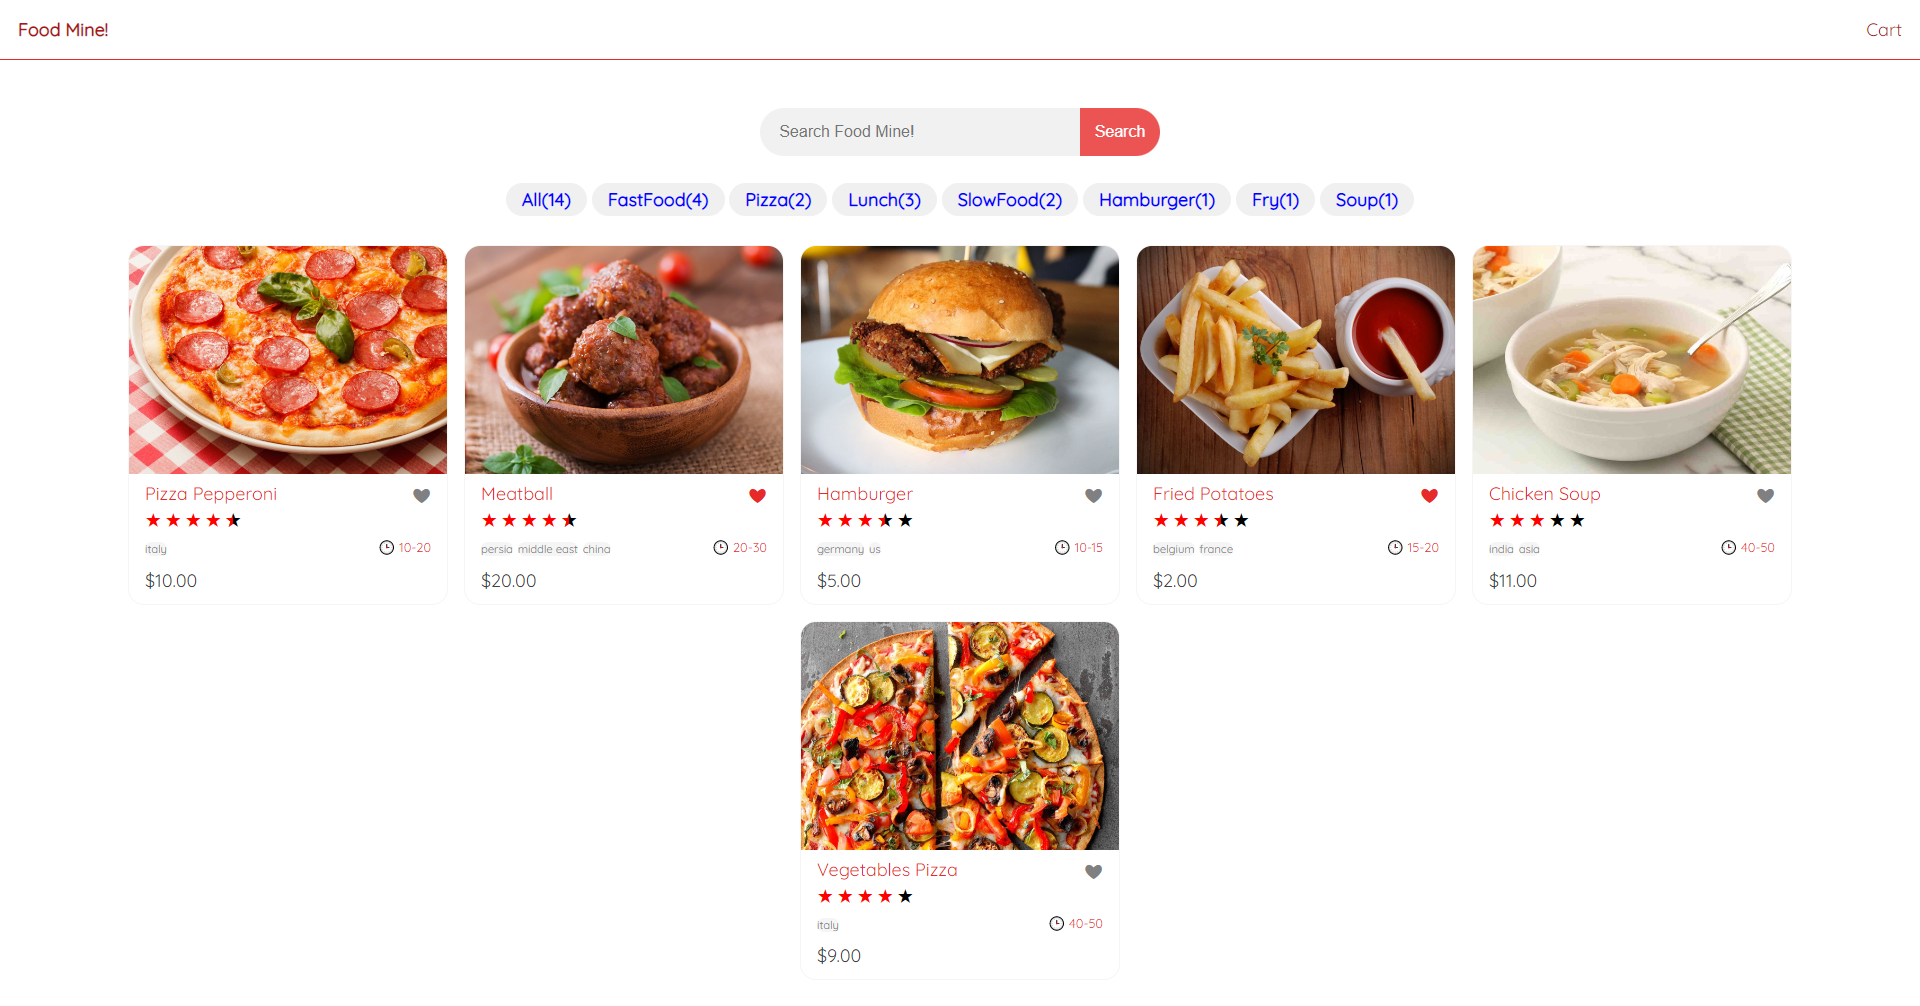 Food Mine!
Cart
Search Food Mine!
Search
All(14) FastFood(4) Pizza(2) Lunch(3) SlowFood(2) Hamburger(1) Fry(1) Soup(1)
Pizza Pepperoni
italy
10-20
$10.00
Meatball
persia middle east china
20-30
$20.00
Hamburger
germany us
10-15
$5.00
Fried Potatoes
belgium france
15-20
$2.00
Chicken Soup
india asia
40-50
$11.00
Vegetables Pizza
italy
40-50
$9.00